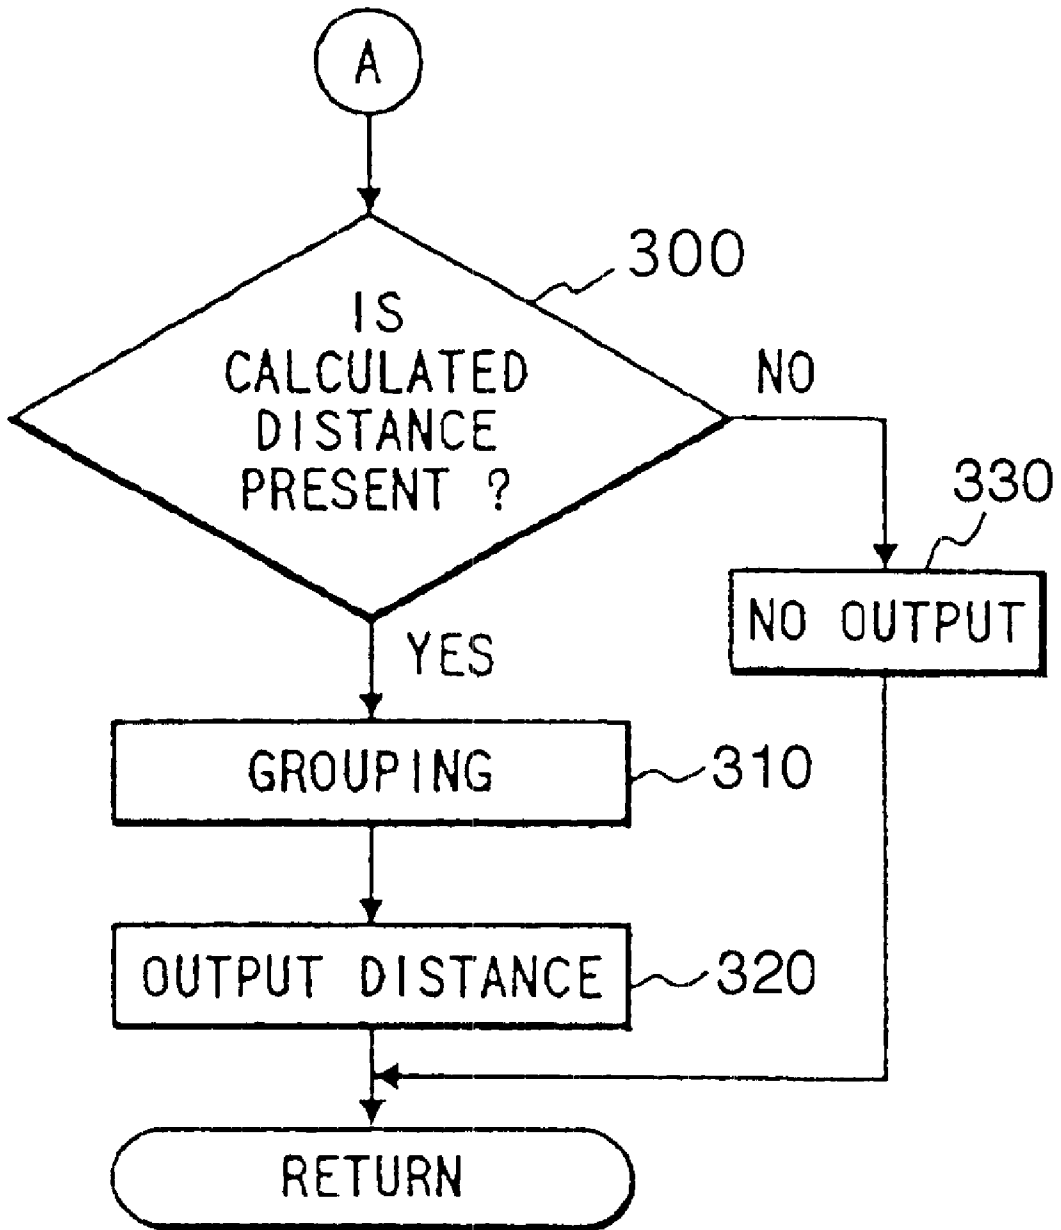 A
300
IS
CALCULATED
DISTANCE
PRESENT ?
NO
330
NO OUTPUT
YES
GROUPING
310
OUTPUT DISTANCE
320
RETURN